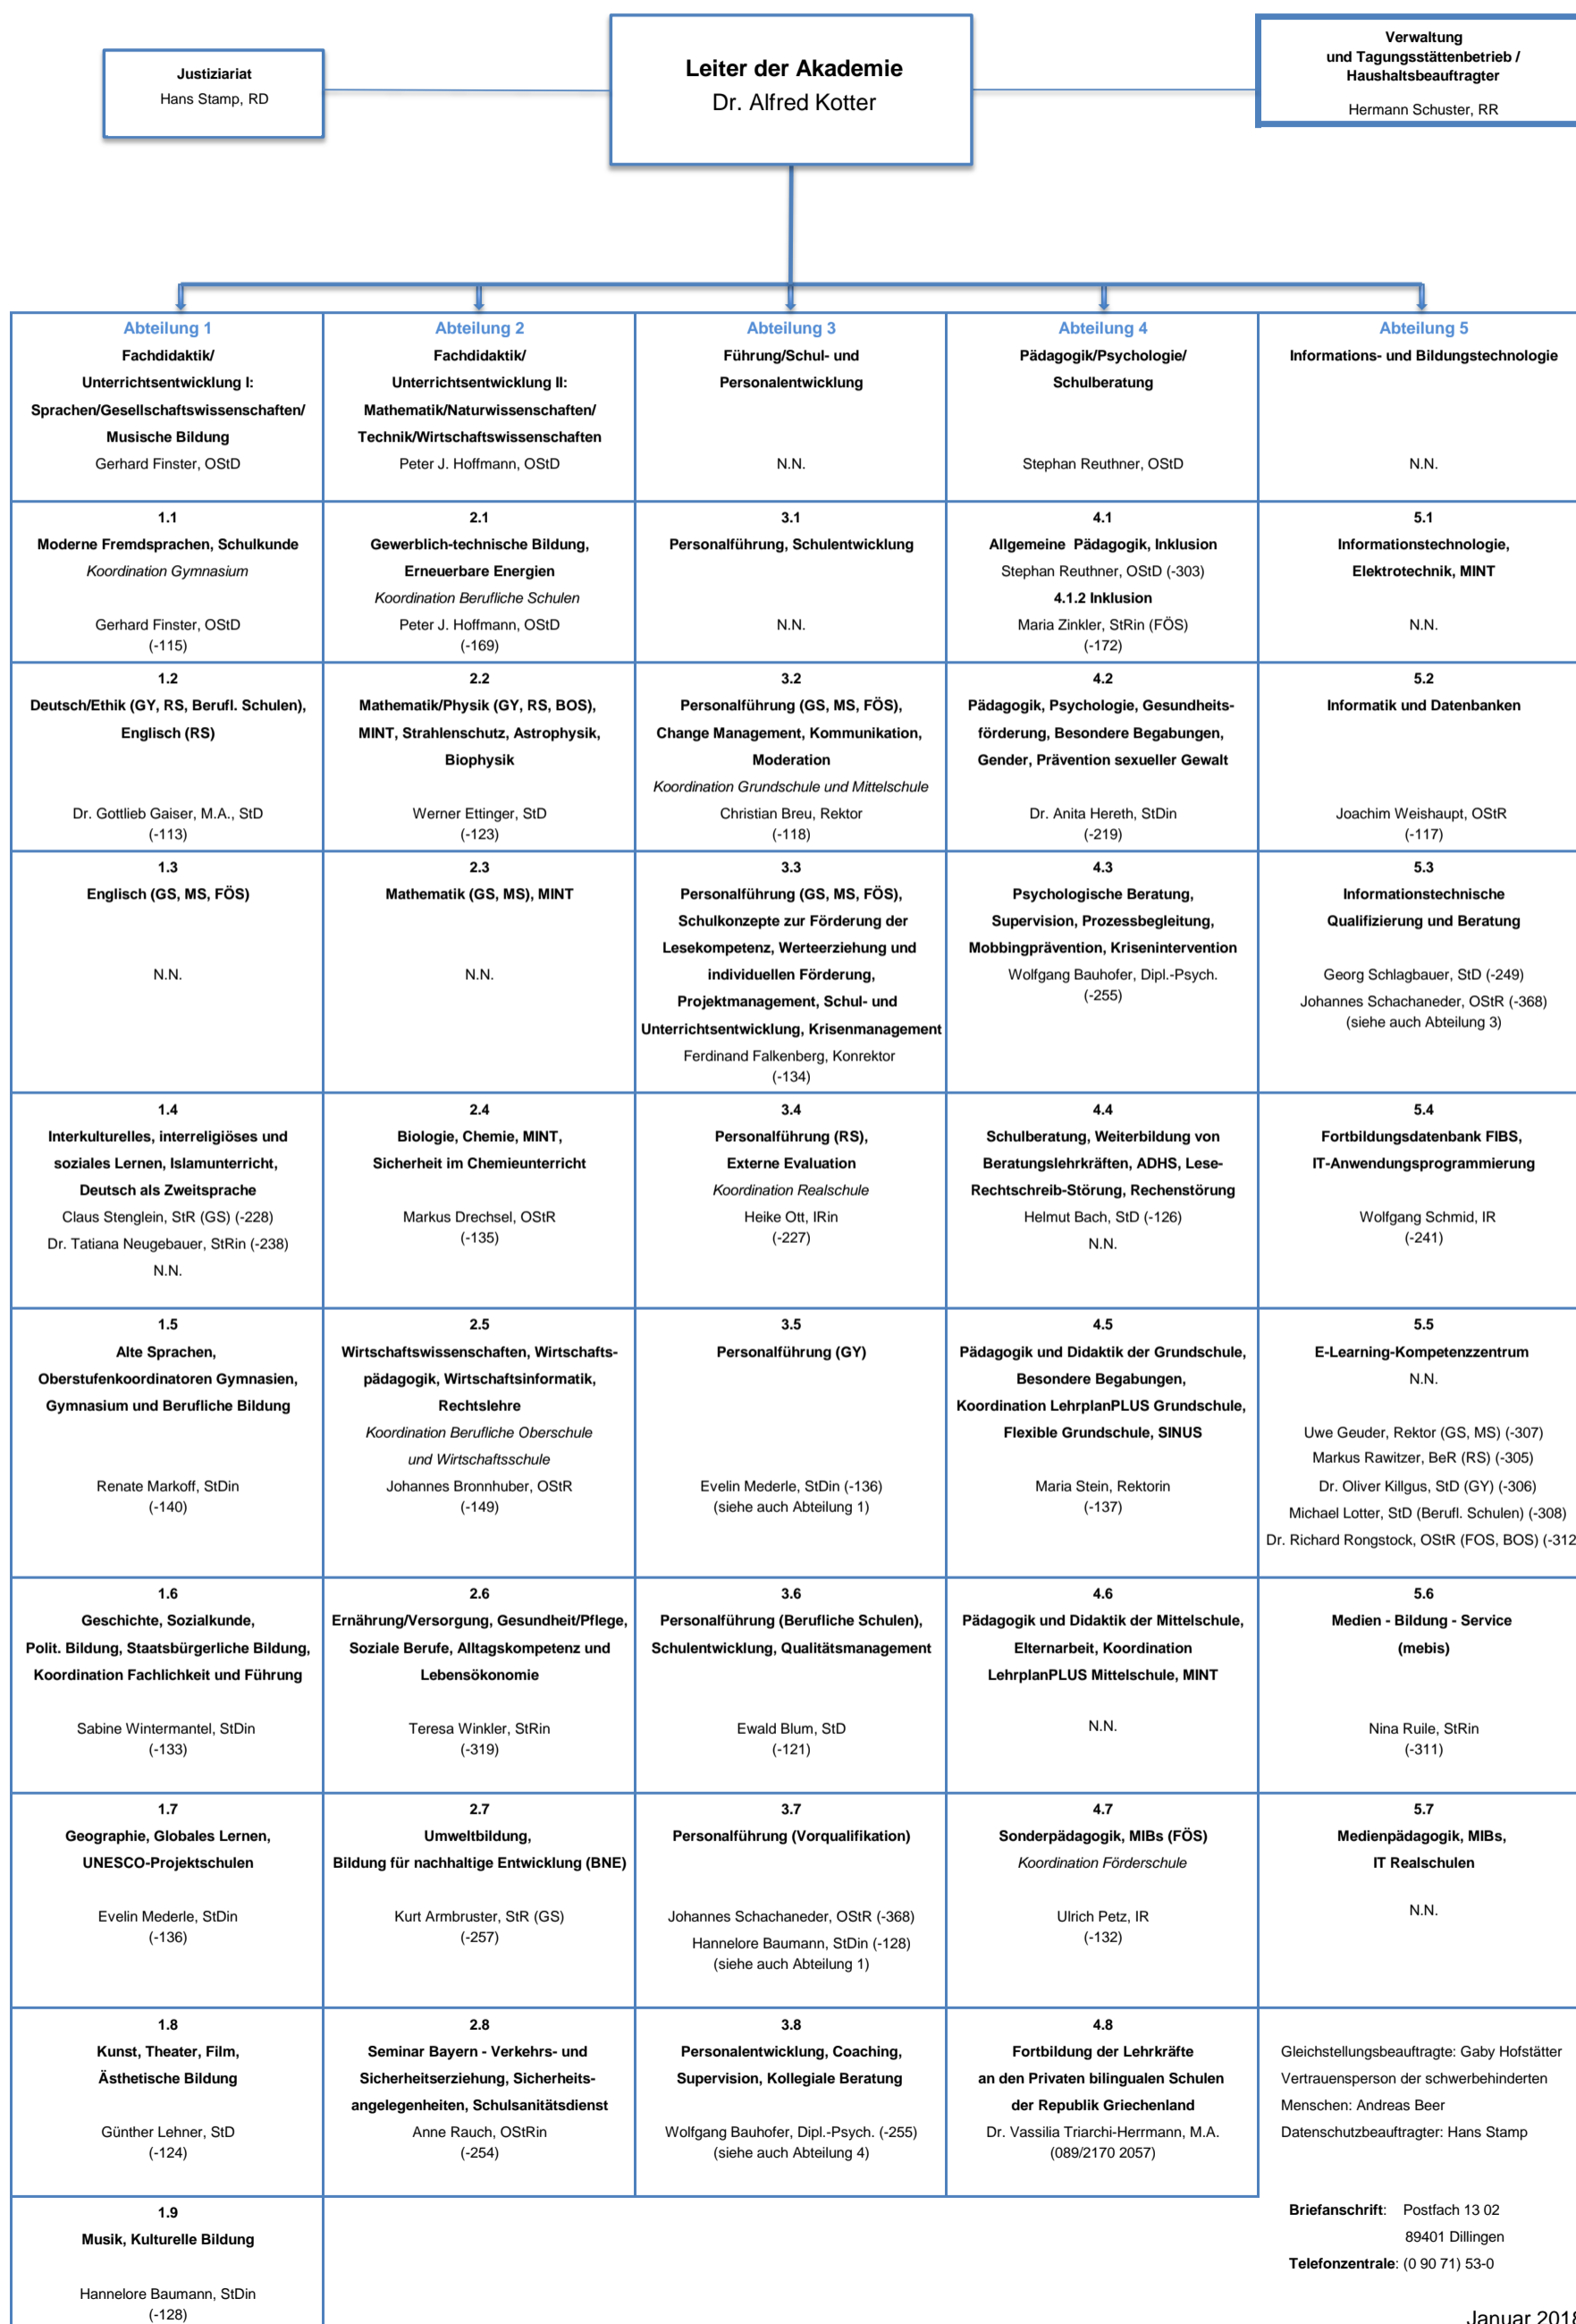 Justiziariat
Hans Stamp, RD
Leiter der Akademie
Dr. Alfred Kotter
Verwaltung
und Tagungsstättenbetrieb /
Haushaltsbeauftragter
Hermann Schuster, RR
Abteilung 1
Fachdidaktik/
Unterrichtsentwicklung I:
Sprachen/Gesellschaftswissenschaften/
Musische Bildung
Gerhard Finster, OStD
Abteilung 2
Fachdidaktik/
Unterrichtsentwicklung II:
Mathematik/Naturwissenschaften/
Technik/Wirtschaftswissenschaften
Peter J. Hoffmann, OStD
Abteilung 3
Führung/Schul- und
Personalentwicklung
N.N.
Abteilung 4
Pädagogik/Psychologie/
Schulberatung
Stephan Reuthner, OStD
Abteilung 5
Informations- und Bildungstechnologie
N.N.
1.1
Moderne Fremdsprachen, Schulkunde
Koordination Gymnasium
Gerhard Finster, OStD
(-115)
2.1
Gewerblich-technische Bildung,
Erneuerbare Energien
Koordination Berufliche Schulen
Peter J. Hoffmann, OStD
(-169)
3.1
Personalführung, Schulentwicklung
N.N.
4.1
Allgemeine Pädagogik, Inklusion
Stephan Reuthner, OStD (-303)
4.1.2 Inklusion
Maria Zinkler, StRin (FÖS)
(-172)
5.1
Informationstechnologie,
Elektrotechnik, MINT
N.N.
1.2
Deutsch/Ethik (GY, RS, Berufl. Schulen),
Englisch (RS)
Dr. Gottlieb Gaiser, M.A., StD
(-113)
2.2
Mathematik/Physik (GY, RS, BOS),
MINT, Strahlenschutz, Astrophysik,
Biophysik
Werner Ettinger, StD
(-123)
3.2
Personalführung (GS, MS, FÖS),
Change Management, Kommunikation,
Moderation
Koordination Grundschule und Mittelschule
Christian Breu, Rektor
(-118)
4.2
Pädagogik, Psychologie, Gesundheits-
förderung, Besondere Begabungen,
Gender, Prävention sexueller Gewalt
Dr. Anita Hereth, StDin
(-219)
5.2
Informatik und Datenbanken
Joachim Weishaupt, OStR
(-117)
1.3
Englisch (GS, MS, FÖS)
N.N.
2.3
Mathematik (GS, MS), MINT
N.N.
3.3
Personalführung (GS, MS, FÖS),
Schulkonzepte zur Förderung der
Lesekompetenz, Werteerziehung und
individuellen Förderung,
Projektmanagement, Schul- und
Unterrichtsentwicklung, Krisenmanagement
Ferdinand Falkenberg, Konrektor
(-134)
4.3
Psychologische Beratung,
Supervision, Prozessbegleitung,
Mobbingprävention, Krisenintervention
Wolfgang Bauhofer, Dipl.-Psych.
(-255)
5.3
Informationstechnische
Qualifizierung und Beratung
Georg Schlagbauer, StD (-249)
Johannes Schachaneder, OStR (-368)
(siehe auch Abteilung 3)
1.4
Interkulturelles, interreligiöses und
soziales Lernen, Islamunterricht,
Deutsch als Zweitsprache
Claus Stenglein, StR (GS) (-228)
Dr. Tatiana Neugebauer, StRin (-238)
N.N.
2.4
Biologie, Chemie, MINT,
Sicherheit im Chemieunterricht
Markus Drechsel, OStR
(-135)
3.4
Personalführung (RS),
Externe Evaluation
Koordination Realschule
Heike Ott, IRin
(-227)
4.4
Schulberatung, Weiterbildung von
Beratungslehrkräften, ADHS, Lese-
Rechtschreib-Störung, Rechenstörung
Helmut Bach, StD (-126)
N.N.
5.4
Fortbildungsdatenbank FIBS,
IT-Anwendungsprogrammierung
Wolfgang Schmid, IR
(-241)
1.5
Alte Sprachen,
Oberstufenkoordinatoren Gymnasien,
Gymnasium und Berufliche Bildung
Renate Markoff, StDin
(-140)
2.5
Wirtschaftswissenschaften, Wirtschafts-
pädagogik, Wirtschaftsinformatik,
Rechtslehre
Koordination Berufliche Oberschule
und Wirtschaftsschule
Johannes Bronnhuber, OStR
(-149)
3.5
Personalführung (GY)
Evelin Mederle, StDin (-136)
(siehe auch Abteilung 1)
4.5
Pädagogik und Didaktik der Grundschule,
Besondere Begabungen,
Koordination LehrplanPLUS Grundschule,
Flexible Grundschule, SINUS
Maria Stein, Rektorin
(-137)
5.5
E-Learning-Kompetenzzentrum
N.N.
Uwe Geuder, Rektor (GS, MS) (-307)
Markus Rawitzer, BeR (RS) (-305)
Dr. Oliver Killgus, StD (GY) (-306)
Michael Lotter, StD (Berufl. Schulen) (-308)
Dr. Richard Rongstock, OStR (FOS, BOS) (-312
1.6
Geschichte, Sozialkunde,
Polit. Bildung, Staatsbürgerliche Bildung,
Koordination Fachlichkeit und Führung
Sabine Wintermantel, StDin
(-133)
2.6
Ernährung/Versorgung, Gesundheit/Pflege,
Soziale Berufe, Alltagskompetenz und
Lebensökonomie
Teresa Winkler, StRin
(-319)
3.6
Personalführung (Berufliche Schulen),
Schulentwicklung, Qualitätsmanagement
Ewald Blum, StD
(-121)
4.6
Pädagogik und Didaktik der Mittelschule,
Elternarbeit, Koordination
LehrplanPLUS Mittelschule, MINT
N.N.
5.6
Medien - Bildung - Service
(mebis)
Nina Ruile, StRin
(-311)
1.7
Geographie, Globales Lernen,
UNESCO-Projektschulen
Evelin Mederle, StDin
(-136)
2.7
Umweltbildung,
Bildung für nachhaltige Entwicklung (BNE)
Kurt Armbruster, StR (GS)
(-257)
3.7
Personalführung (Vorqualifikation)
Johannes Schachaneder, OStR (-368)
Hannelore Baumann, StDin (-128)
(siehe auch Abteilung 1)
4.7
Sonderpädagogik, MIBs (FÖS)
Koordination Förderschule
Ulrich Petz, IR
(-132)
5.7
Medienpädagogik, MIBs,
IT Realschulen
N.N.
1.8
Kunst, Theater, Film,
Ästhetische Bildung
Günther Lehner, StD
(-124)
2.8
Seminar Bayern - Verkehrs- und
Sicherheitserziehung, Sicherheits-
angelegenheiten, Schulsanitätsdienst
Anne Rauch, OStRin
(-254)
3.8
Personalentwicklung, Coaching,
Supervision, Kollegiale Beratung
Wolfgang Bauhofer, Dipl.-Psych. (-255)
(siehe auch Abteilung 4)
4.8
Fortbildung der Lehrkräfte
an den Privaten bilingualen Schulen
der Republik Griechenland
Dr. Vassilia Triarchi-Herrmann, M.A.
(089/2170 2057)
Gleichstellungsbeauftragte: Gaby Hofstätter
Vertrauensperson der schwerbehinderten
Menschen: Andreas Beer
Datenschutzbeauftragter: Hans Stamp
1.9
Musik, Kulturelle Bildung
Hannelore Baumann, StDin
(-128)
Briefanschrift: Postfach 13 02
89401 Dillingen
Telefonzentrale: (0 90 71) 53-0
Januar 2018